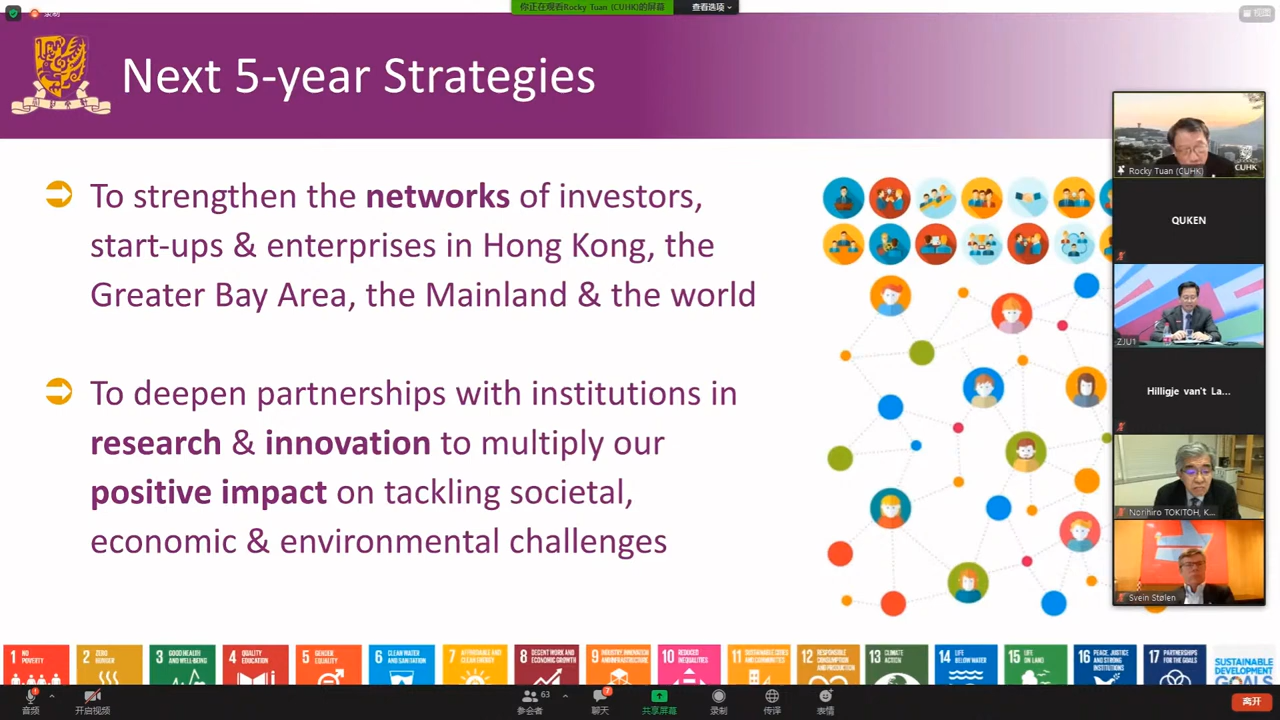 录制
你正在观看Rocky Tuan (CUHK)的屏幕
查看选项
视图
Next 5-year Strategies
To strengthen the networks of investors,
start-ups & enterprises in Hong Kong, the
Greater Bay Area, the Mainland & the world
To deepen partnerships with institutions in
research & innovation to multiply our
positive impact on tackling societal,
economic & environmental challenges
CUHK
Rocky Tuan (CUHK)
QUKEN
ZJU1
Hilligje van't La...
Norihiro TOKITOH, K...
Svein Stølen
1 NO
POVERTY
2 ZERO
HUNGER
3 GOOD HEALTH
AND WELL-BEING
4 QUALITY
EDUCATION
5 GENDER
EQUALITY
6 CLEAN WATER
AND SANITATION
7 AFFORDABLE AND
CLEAN ENERGY
8 DECENT WORK AND
ECONOMIC GROWTH
9 INDUSTRY, INNOVATION
AND INFRASTRUCTURE
10 REDUCED
INEQUALITIES
11 SUSTAINABLE CITIES
AND COMMUNITIES
12 RESPONSIBLE
CONSUMPTION
AND PRODUCTION
13 CLIMATE
ACTION
14 LIFE
BELOW WATER
15 LIFE
ON LAND
16 PEACE, JUSTICE
AND STRONG
INSTITUTIONS
17 PARTNERSHIPS
FOR THE GOALS
SUSTAINABLE
DEVELOPMENT
GOALS
音频
开启视频
63
参会者
7
聊天
共享屏幕
录制
传译
表情
离开